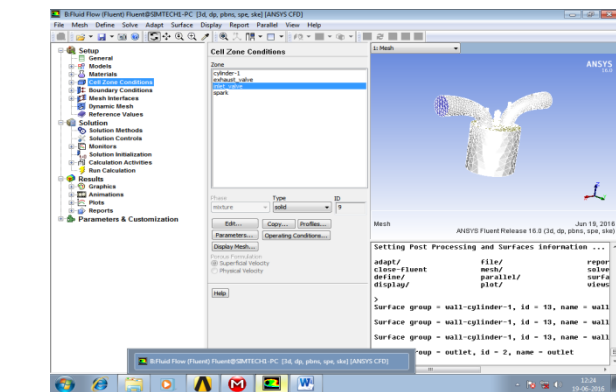 B:Fluid Flow (Fluent) Fluent@SIMTECH1-PC [3d, dp, pbns, spe, ske] [ANSYS CFD]
File Mesh Define Solve Adapt Surface Display Report Parallel View Help
1: Mesh
Setup
General
Models
Materials
Cell Zone Conditions
Boundary Conditions
Mesh Interfaces
Dynamic Mesh
Reference Values
Solution
Solution Methods
Solution Controls
Monitors
Solution Initialization
Calculation Activities
Run Calculation
Results
Graphics
Animations
Plots
Reports
Parameters & Customization
Cell Zone Conditions
Zone
cylinder-1
exhaust_valve
inlet_valve
spark
Phase Type ID
mixture solid 9
Edit... Copy... Profiles...
Parameters... Operating Conditions...
Display Mesh...
Porous Formulation
Superficial Velocity
Physical Velocity
Help
ANSYS
16.0
Mesh Jun 19, 2016
ANSYS Fluent Release 16.0 (3d, dp, pbns, spe, ske)
Setting Post Processing and Surfaces information ...
adapt/ file/ repor
close-fluent mesh/ solve
define/ parallel/ surfa
display/ plot/ views
>
Surface group = wall-cylinder-1, id = 13, name = wall
Surface group = wall-cylinder-1, id = 13, name = wall
Surface group = wall-cylinder-1, id = 13, name = wall
group - outlet, id = 2, name = outlet
B:Fluid Flow (Fluent) Fluent@SIMTECH1-PC [3d, dp, pbns, spe, ske] [ANSYS CFD]
12:24
19-06-2016